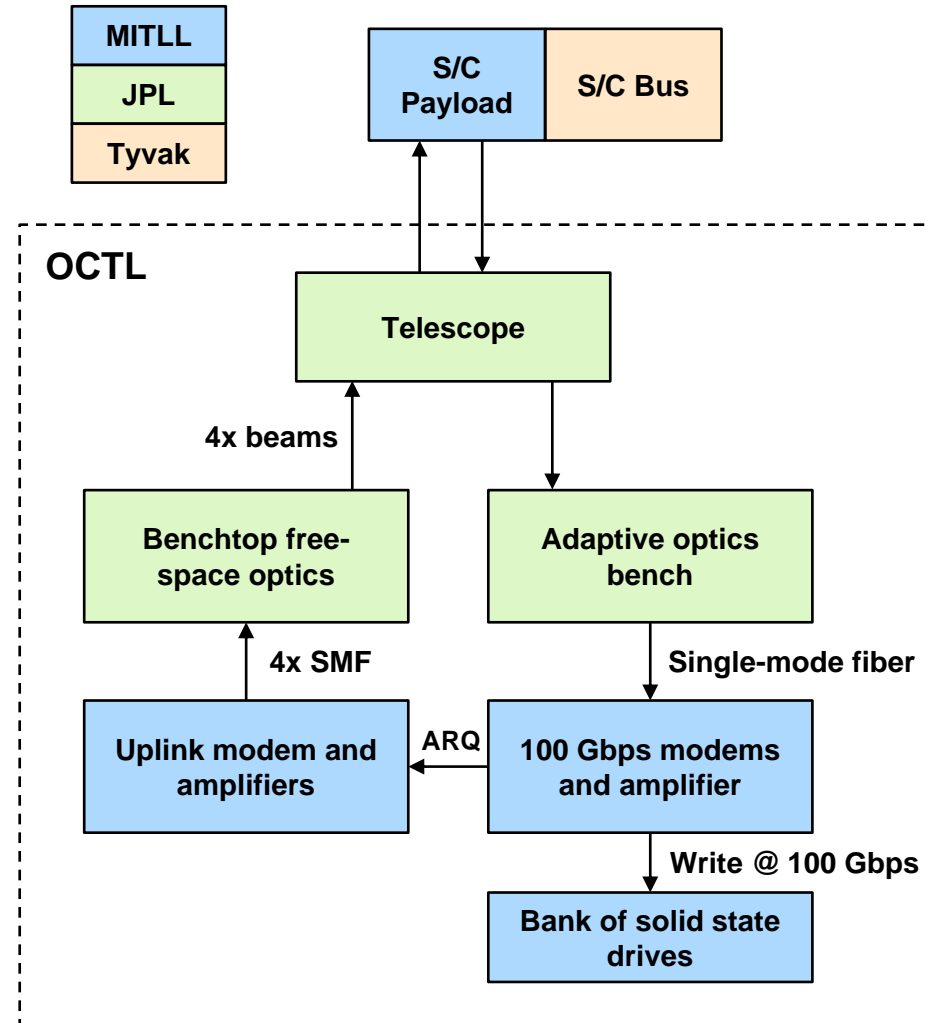 MITLL
JPL
Tyvak
S/C
Payload
S/C Bus
OCTL
Telescope
4x beams
Benchtop free-
space optics
Adaptive optics
bench
4x SMF
Single-mode fiber
Uplink modem and
amplifiers
ARQ
100 Gbps modems
and amplifier
Write @ 100 Gbps
Bank of solid state
drives